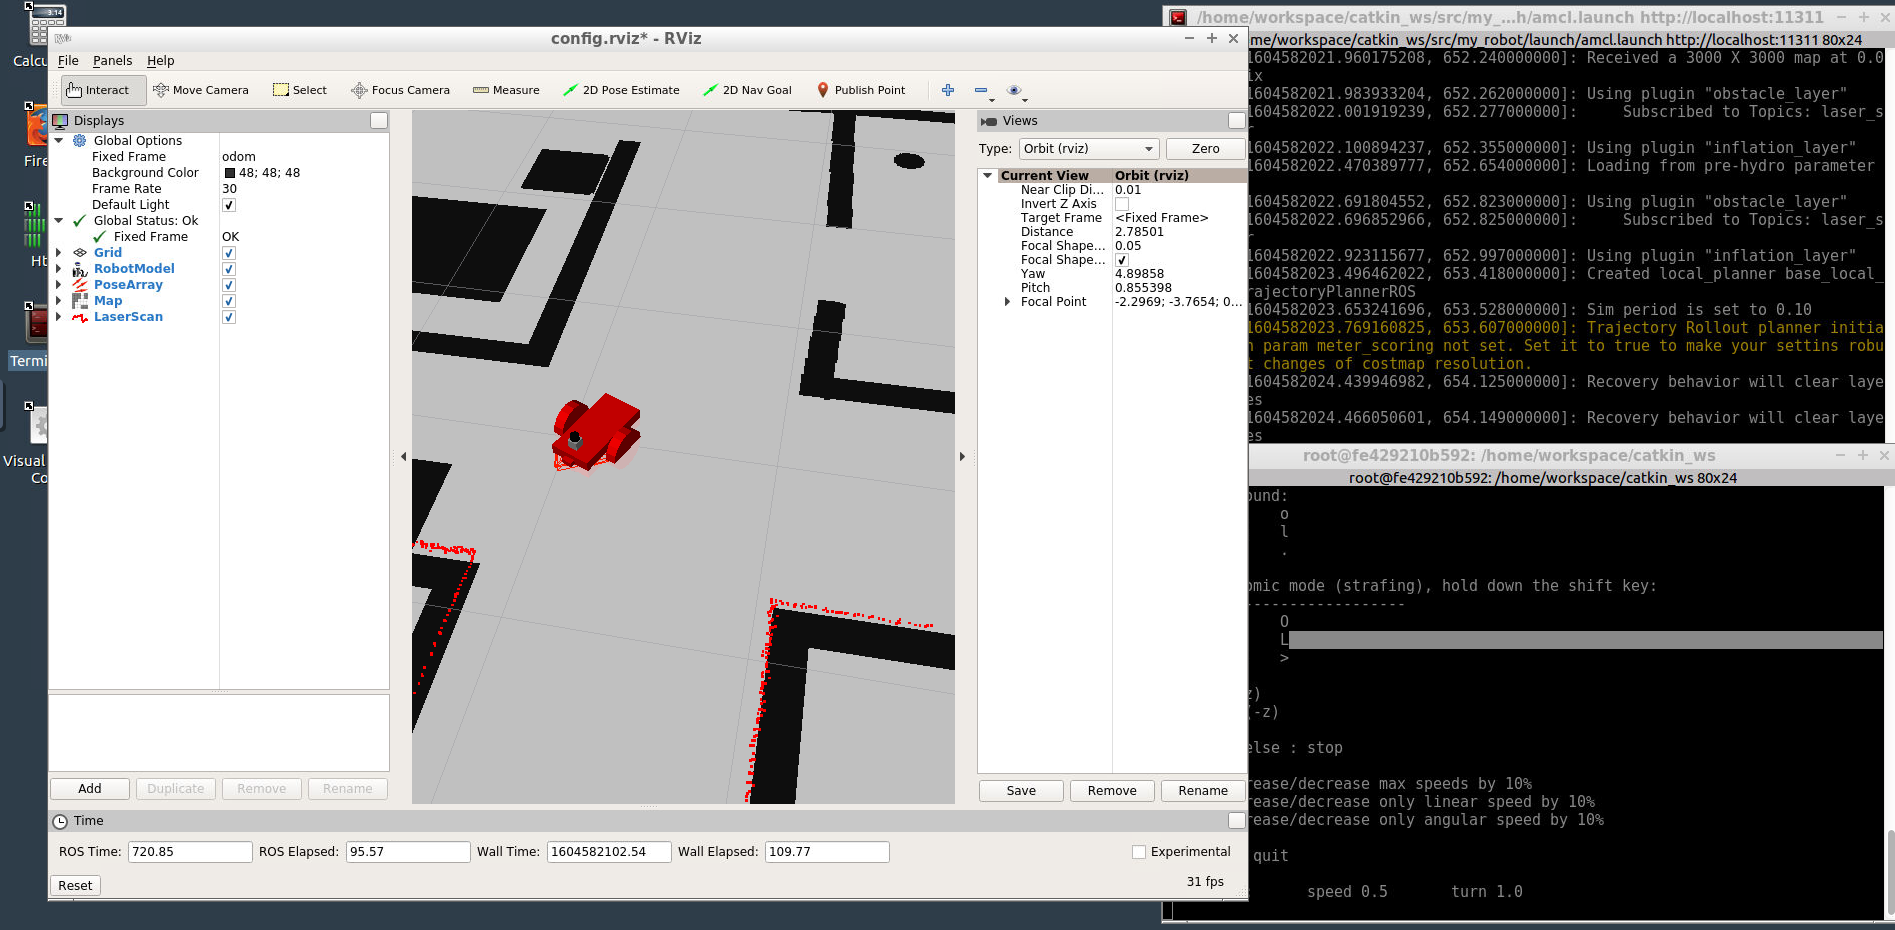 3.14
Calcu
Fire
Ht
Termi
Visual
Co
config.rviz* - RViz
File Panels Help
Interact Move Camera Select Focus Camera Measure 2D Pose Estimate 2D Nav Goal Publish Point
Displays
Global Options
Fixed Frame odom
Background Color 48; 48; 48
Frame Rate 30
Default Light
Global Status: Ok
Fixed Frame OK
Grid
RobotModel
PoseArray
Map
LaserScan
Add Duplicate Remove Rename
Views
Type: Orbit (rviz) Zero
Current View Orbit (rviz)
Near Clip Di... 0.01
Invert Z Axis
Target Frame <Fixed Frame>
Distance 2.78501
Focal Shape... 0.05
Focal Shape...
Yaw 4.89858
Pitch 0.855398
Focal Point -2.2969; -3.7654; 0...
Save Remove Rename
Time
ROS Time: 720.85 ROS Elapsed: 95.57 Wall Time: 1604582102.54 Wall Elapsed: 109.77 Experimental
Reset 31 fps
/home/workspace/catkin_ws/src/my_...h/amcl.launch http://localhost:11311
me/workspace/catkin_ws/src/my_robot/launch/amcl.launch http://localhost:11311 80x24
1604582021.960175208, 652.240000000]: Received a 3000 X 3000 map at 0.0
ix
1604582021.983933204, 652.262000000]: Using plugin "obstacle_layer"
1604582022.001919239, 652.277000000]:     Subscribed to Topics: laser_s
r
1604582022.100894237, 652.355000000]: Using plugin "inflation_layer"
1604582022.470389777, 652.654000000]: Loading from pre-hydro parameter
1604582022.691804552, 652.823000000]: Using plugin "obstacle_layer"
1604582022.696852966, 652.825000000]:     Subscribed to Topics: laser_s
r
1604582022.923115677, 652.997000000]: Using plugin "inflation_layer"
1604582023.496462022, 653.418000000]: Created local_planner base_local_
rajectoryPlannerROS
1604582023.653241696, 653.528000000]: Sim period is set to 0.10
1604582023.769160825, 653.607000000]: Trajectory Rollout planner initia
n param meter_scoring not set. Set it to true to make your settins robu
t changes of costmap resolution.
1604582024.439946982, 654.125000000]: Recovery behavior will clear laye
es
1604582024.466050601, 654.149000000]: Recovery behavior will clear laye
es
root@fe429210b592: /home/workspace/catkin_ws
root@fe429210b592: /home/workspace/catkin_ws 80x24
ound:
o
l
.
omic mode (strafing), hold down the shift key:
-----------------
O
L
>
z)
(-z)
else : stop
rease/decrease max speeds by 10%
rease/decrease only linear speed by 10%
rease/decrease only angular speed by 10%
quit
speed 0.5 turn 1.0